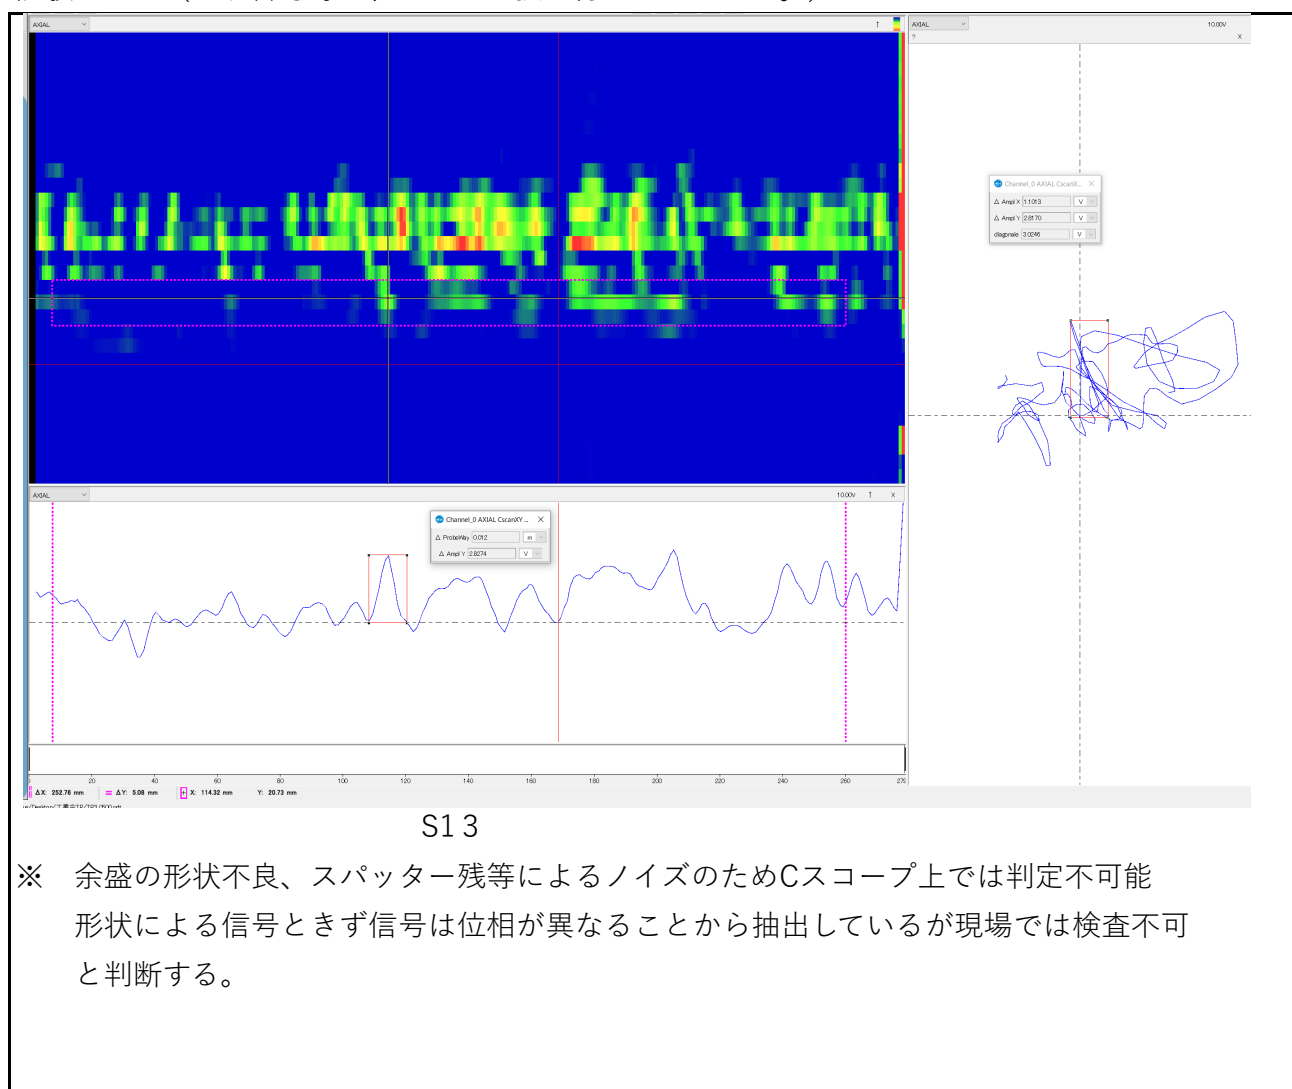 AXIAL
10.00V
?
X
Channel_0 AXIAL CscanX...
Δ Ampl X 1.1013 V
Δ Ampl Y 2.8170 V
diagonale 3.0246 V
AXIAL
10.00V
X
Channel_0 AXIAL CscanXY ...
Δ ProbeWay 0.012 m
Δ Ampl Y 2.8274 V
20 40 60 80 100 120 140 160 180 200 220 240 260
ΔX: 252.76 mm ΔY: 5.08 mm X: 114.32 mm Y: 20.73 mm
S13
※ 余盛の形状不良、スパッター残等によるノイズのためCスコープ上では判定不可能
形状による信号ときず信号は位相が異なることから抽出しているが現場では検査不可
と判断する。